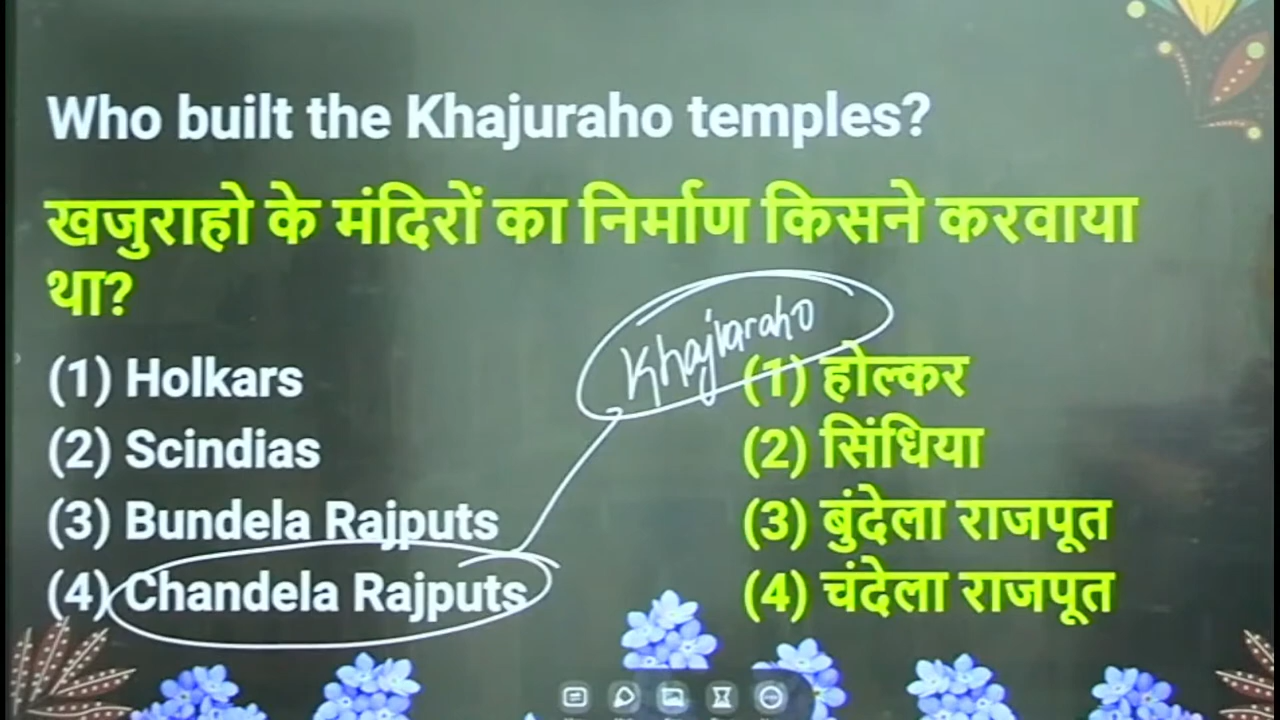 Who built the Khajuraho temples?
खजुराहो के मंदिरों का निर्माण किसने करवाया
था?
Khajuraho
(1) Holkars
(2) Scindias
(3) Bundela Rajputs
(4) Chandela Rajputs
(1) होल्कर
(2) सिंधिया
(3) बुंदेला राजपूत
(4) चंदेला राजपूत